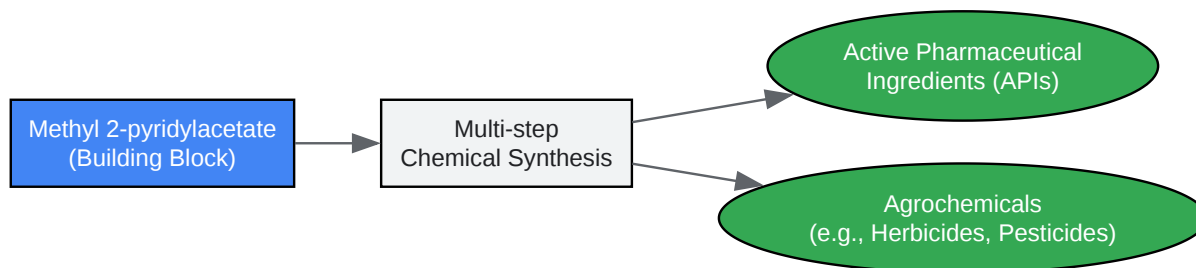 Methyl 2-pyridylacetate
(Building Block)
Multi-step
Chemical Synthesis
Active Pharmaceutical
Ingredients (APIs)
Agrochemicals
(e.g., Herbicides, Pesticides)